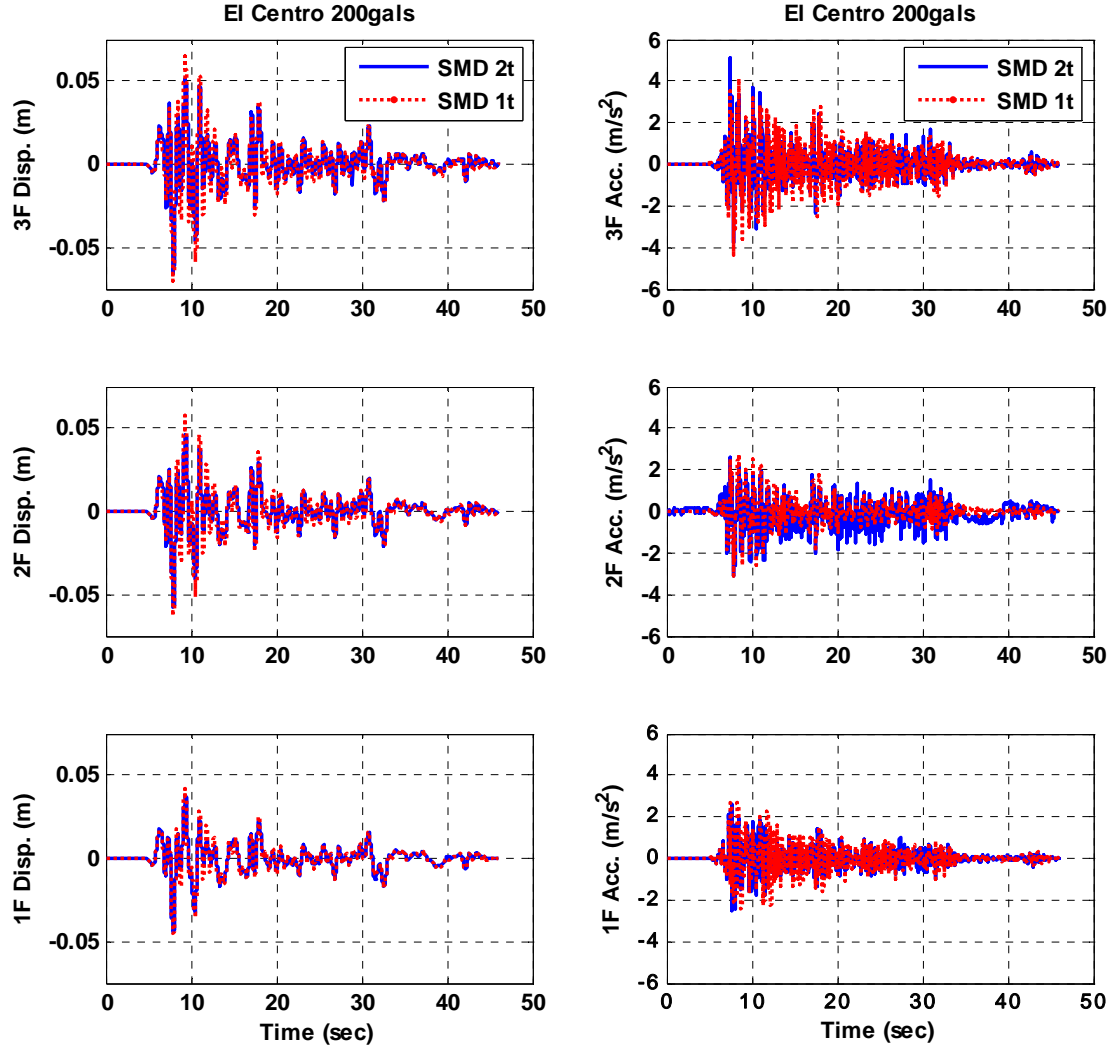 El Centro 200gals
El Centro 200gals
0.05
0
-0.05
3F Disp. (m)
SMD 2t
SMD 1t
0 10 20 30 40 50
6
4
2
0
-2
-4
-6
3F Acc. (m/s²)
SMD 2t
SMD 1t
0 10 20 30 40 50
0.05
0
-0.05
2F Disp. (m)
0 10 20 30 40 50
6
4
2
0
-2
-4
-6
2F Acc. (m/s²)
0 10 20 30 40 50
0.05
0
-0.05
1F Disp. (m)
0 10 20 30 40 50
Time (sec)
6
4
2
0
-2
-4
-6
1F Acc. (m/s²)
0 10 20 30 40 50
Time (sec)